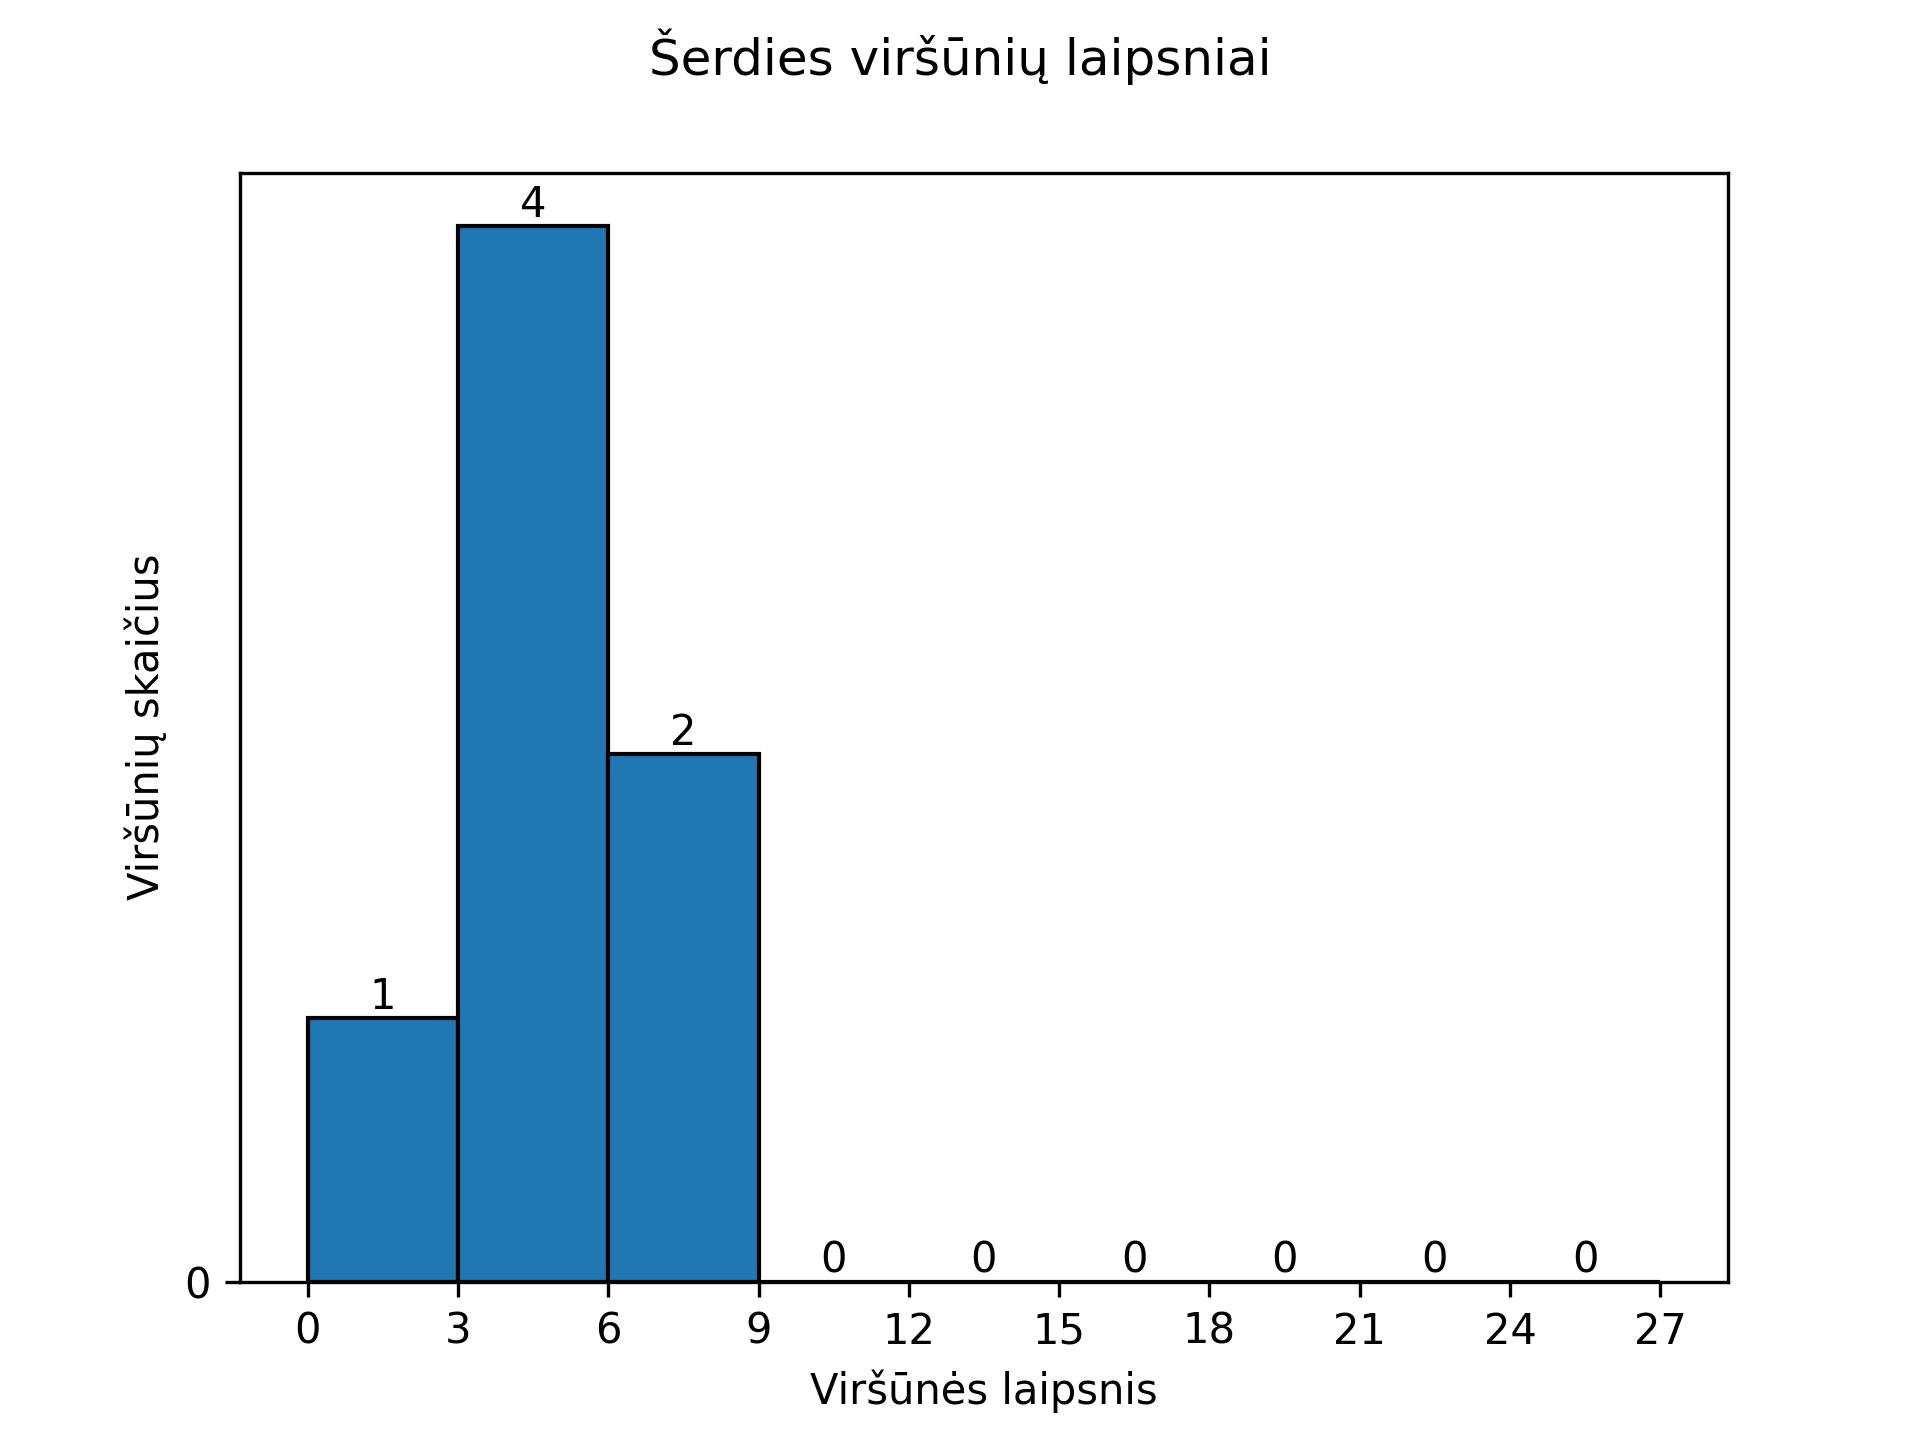 Šerdies viršūnių laipsniai
4
2
1
0 0 0 0 0 0
0
0 3 6 9 12 15 18 21 24 27
Viršūnių skaičius
Viršūnės laipsnis